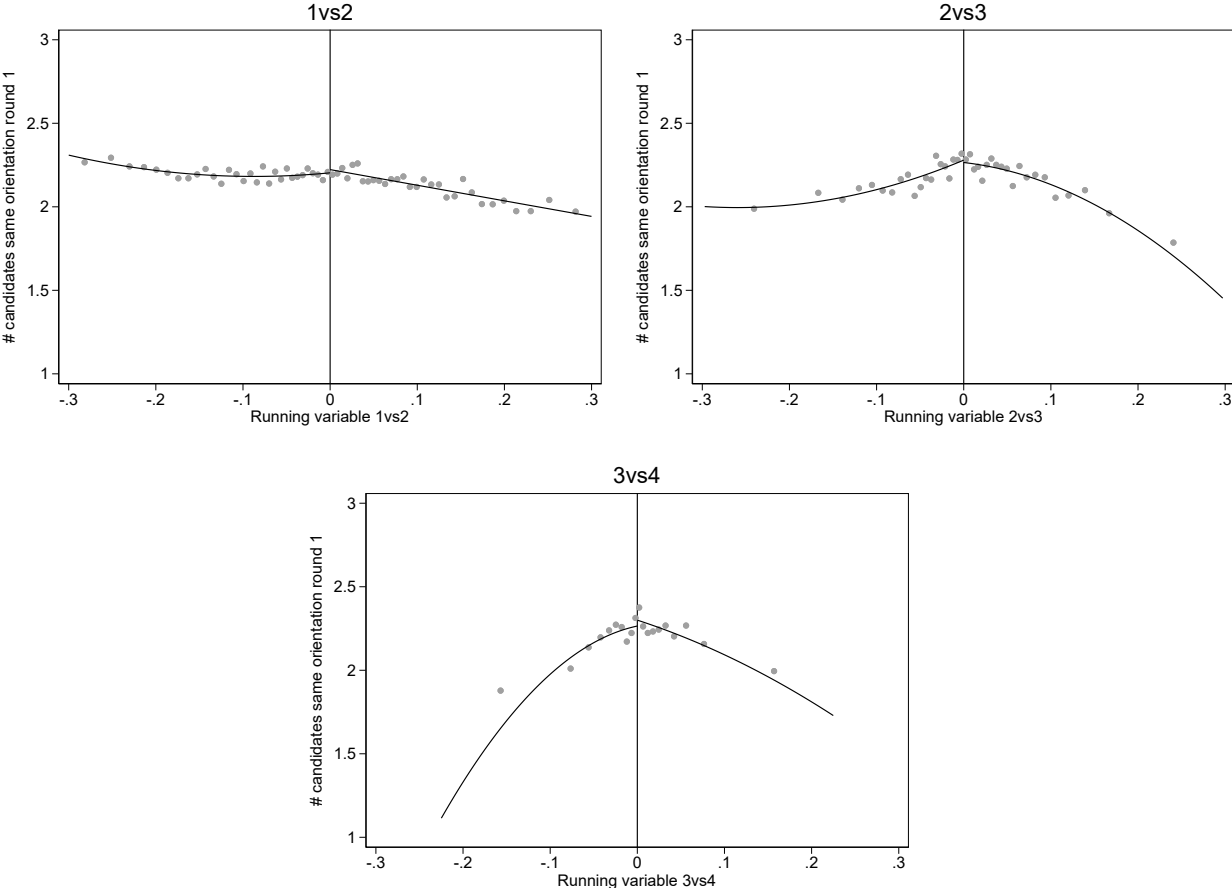 1vs2
# candidates same orientation round 1
3
2.5
2
1.5
1
-.3 -.2 -.1 0 .1 .2 .3
Running variable 1vs2
2vs3
# candidates same orientation round 1
3
2.5
2
1.5
1
-.3 -.2 -.1 0 .1 .2 .3
Running variable 2vs3
3vs4
# candidates same orientation round 1
3
2.5
2
1.5
1
-.3 -.2 -.1 0 .1 .2 .3
Running variable 3vs4